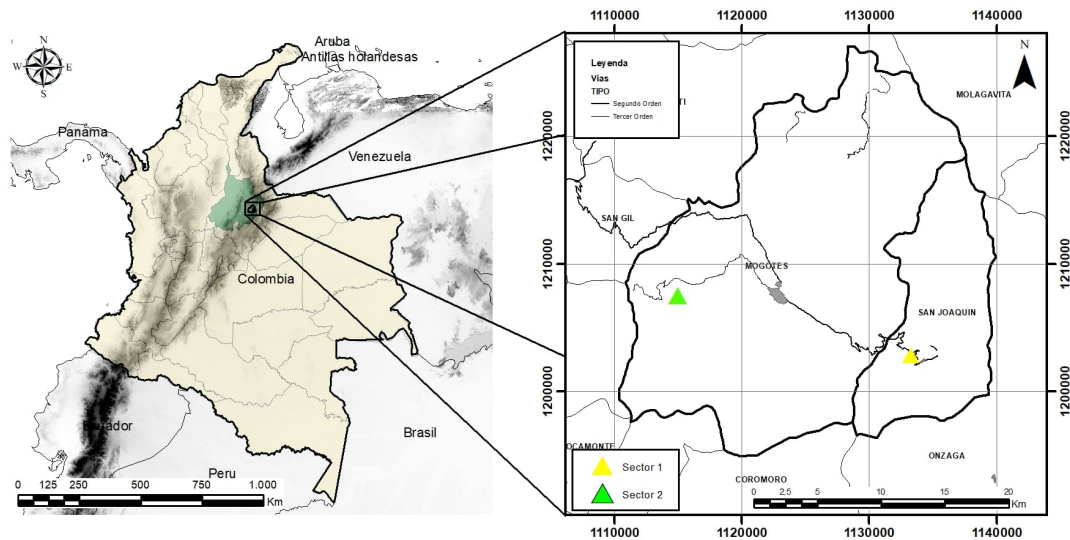 N
W
E
S
Aruba
Antillas holandesas
Panama
Venezuela
Colombia
Ecuador
Brasil
Peru
0 125 250 500 750 1.000
Km
1110000 1120000 1130000 1140000
1220000
1210000
1200000
Leyenda
Vías
TIPO
Segundo Orden
Tercer Orden
TI
N
MOLAGAVITA
SAN GIL
MOGOTES
SAN JOAQUIN
OCAMONTE
COROMORO
ONZAGA
Sector 1
Sector 2
0 2,5 5 10 15 20
Km
1220000
1210000
1200000
1110000 1120000 1130000 1140000